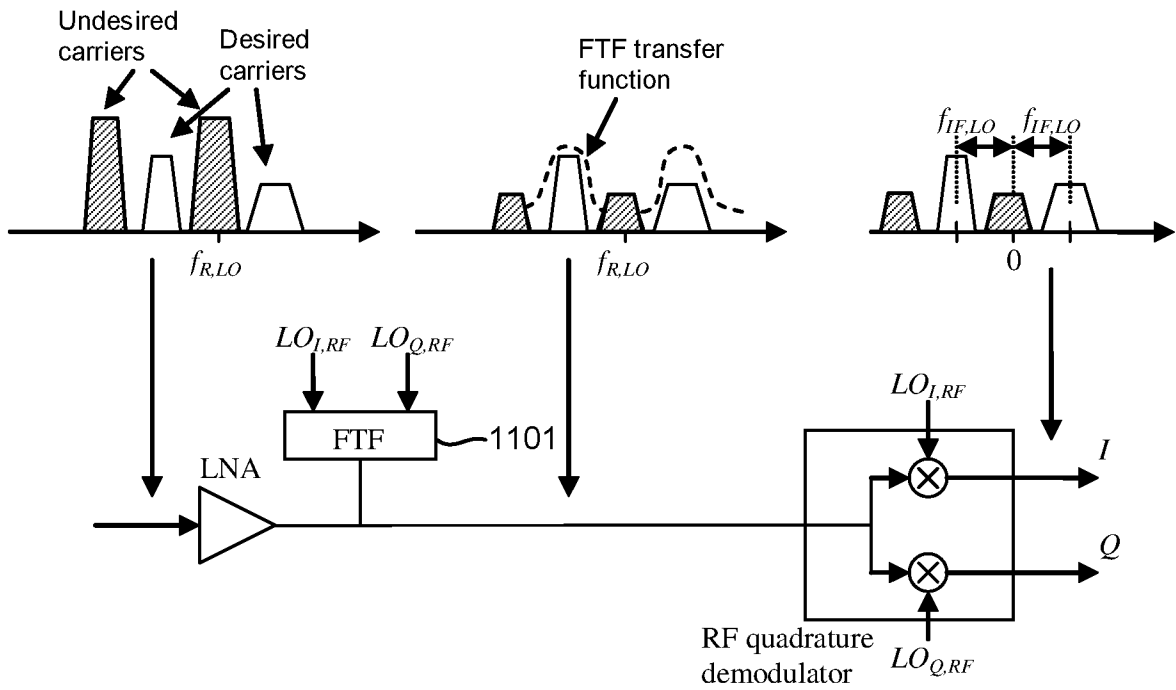 Undesired
carriers
Desired
carriers
FTF transfer
function
f_{IF,LO} f_{IF,LO}
f_{R,LO}
f_{R,LO}
0
LO_{I,RF} LO_{Q,RF}
LO_{I,RF}
FTF
1101
LNA
I
Q
RF quadrature
demodulator
LO_{Q,RF}